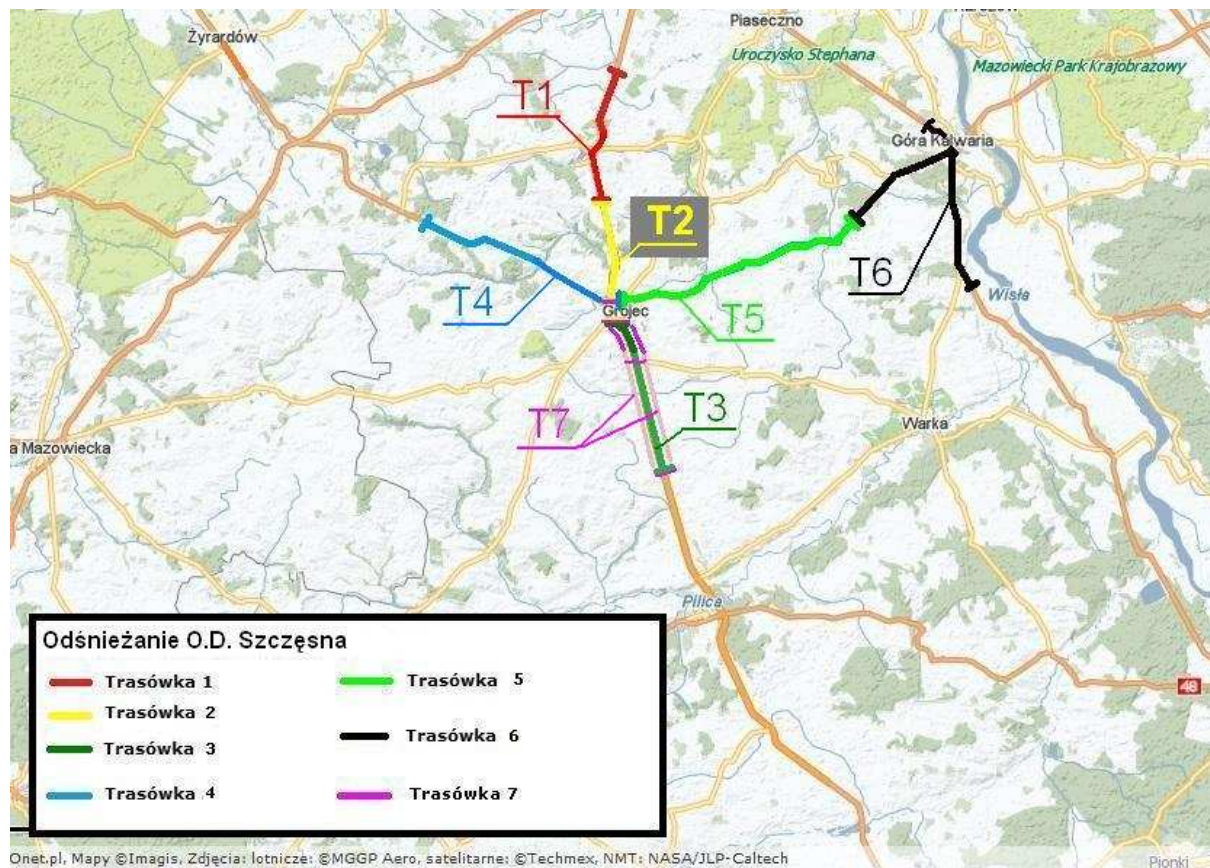 Piaseczno
Żyrardów
Uroczysko Stephana
Mazowiecki Park Krajobrazowy
T1
Góra Kalwaria
T2
T6
T4
T5
Wisła
Grójec
T7
T3
Warka
a Mazowiecka
Pilica
Odśnieżanie O.D. Szczęsna
Trasówka 1
Trasówka 5
Trasówka 2
Trasówka 3
Trasówka 6
Trasówka 4
Trasówka 7
48
Onet.pl, Mapy ©Imagis, Zdjęcia: lotnicze: ©MGGP Aero, satelitarne: ©Techmex, NMT: NASA/JLP-Caltech
Pionki